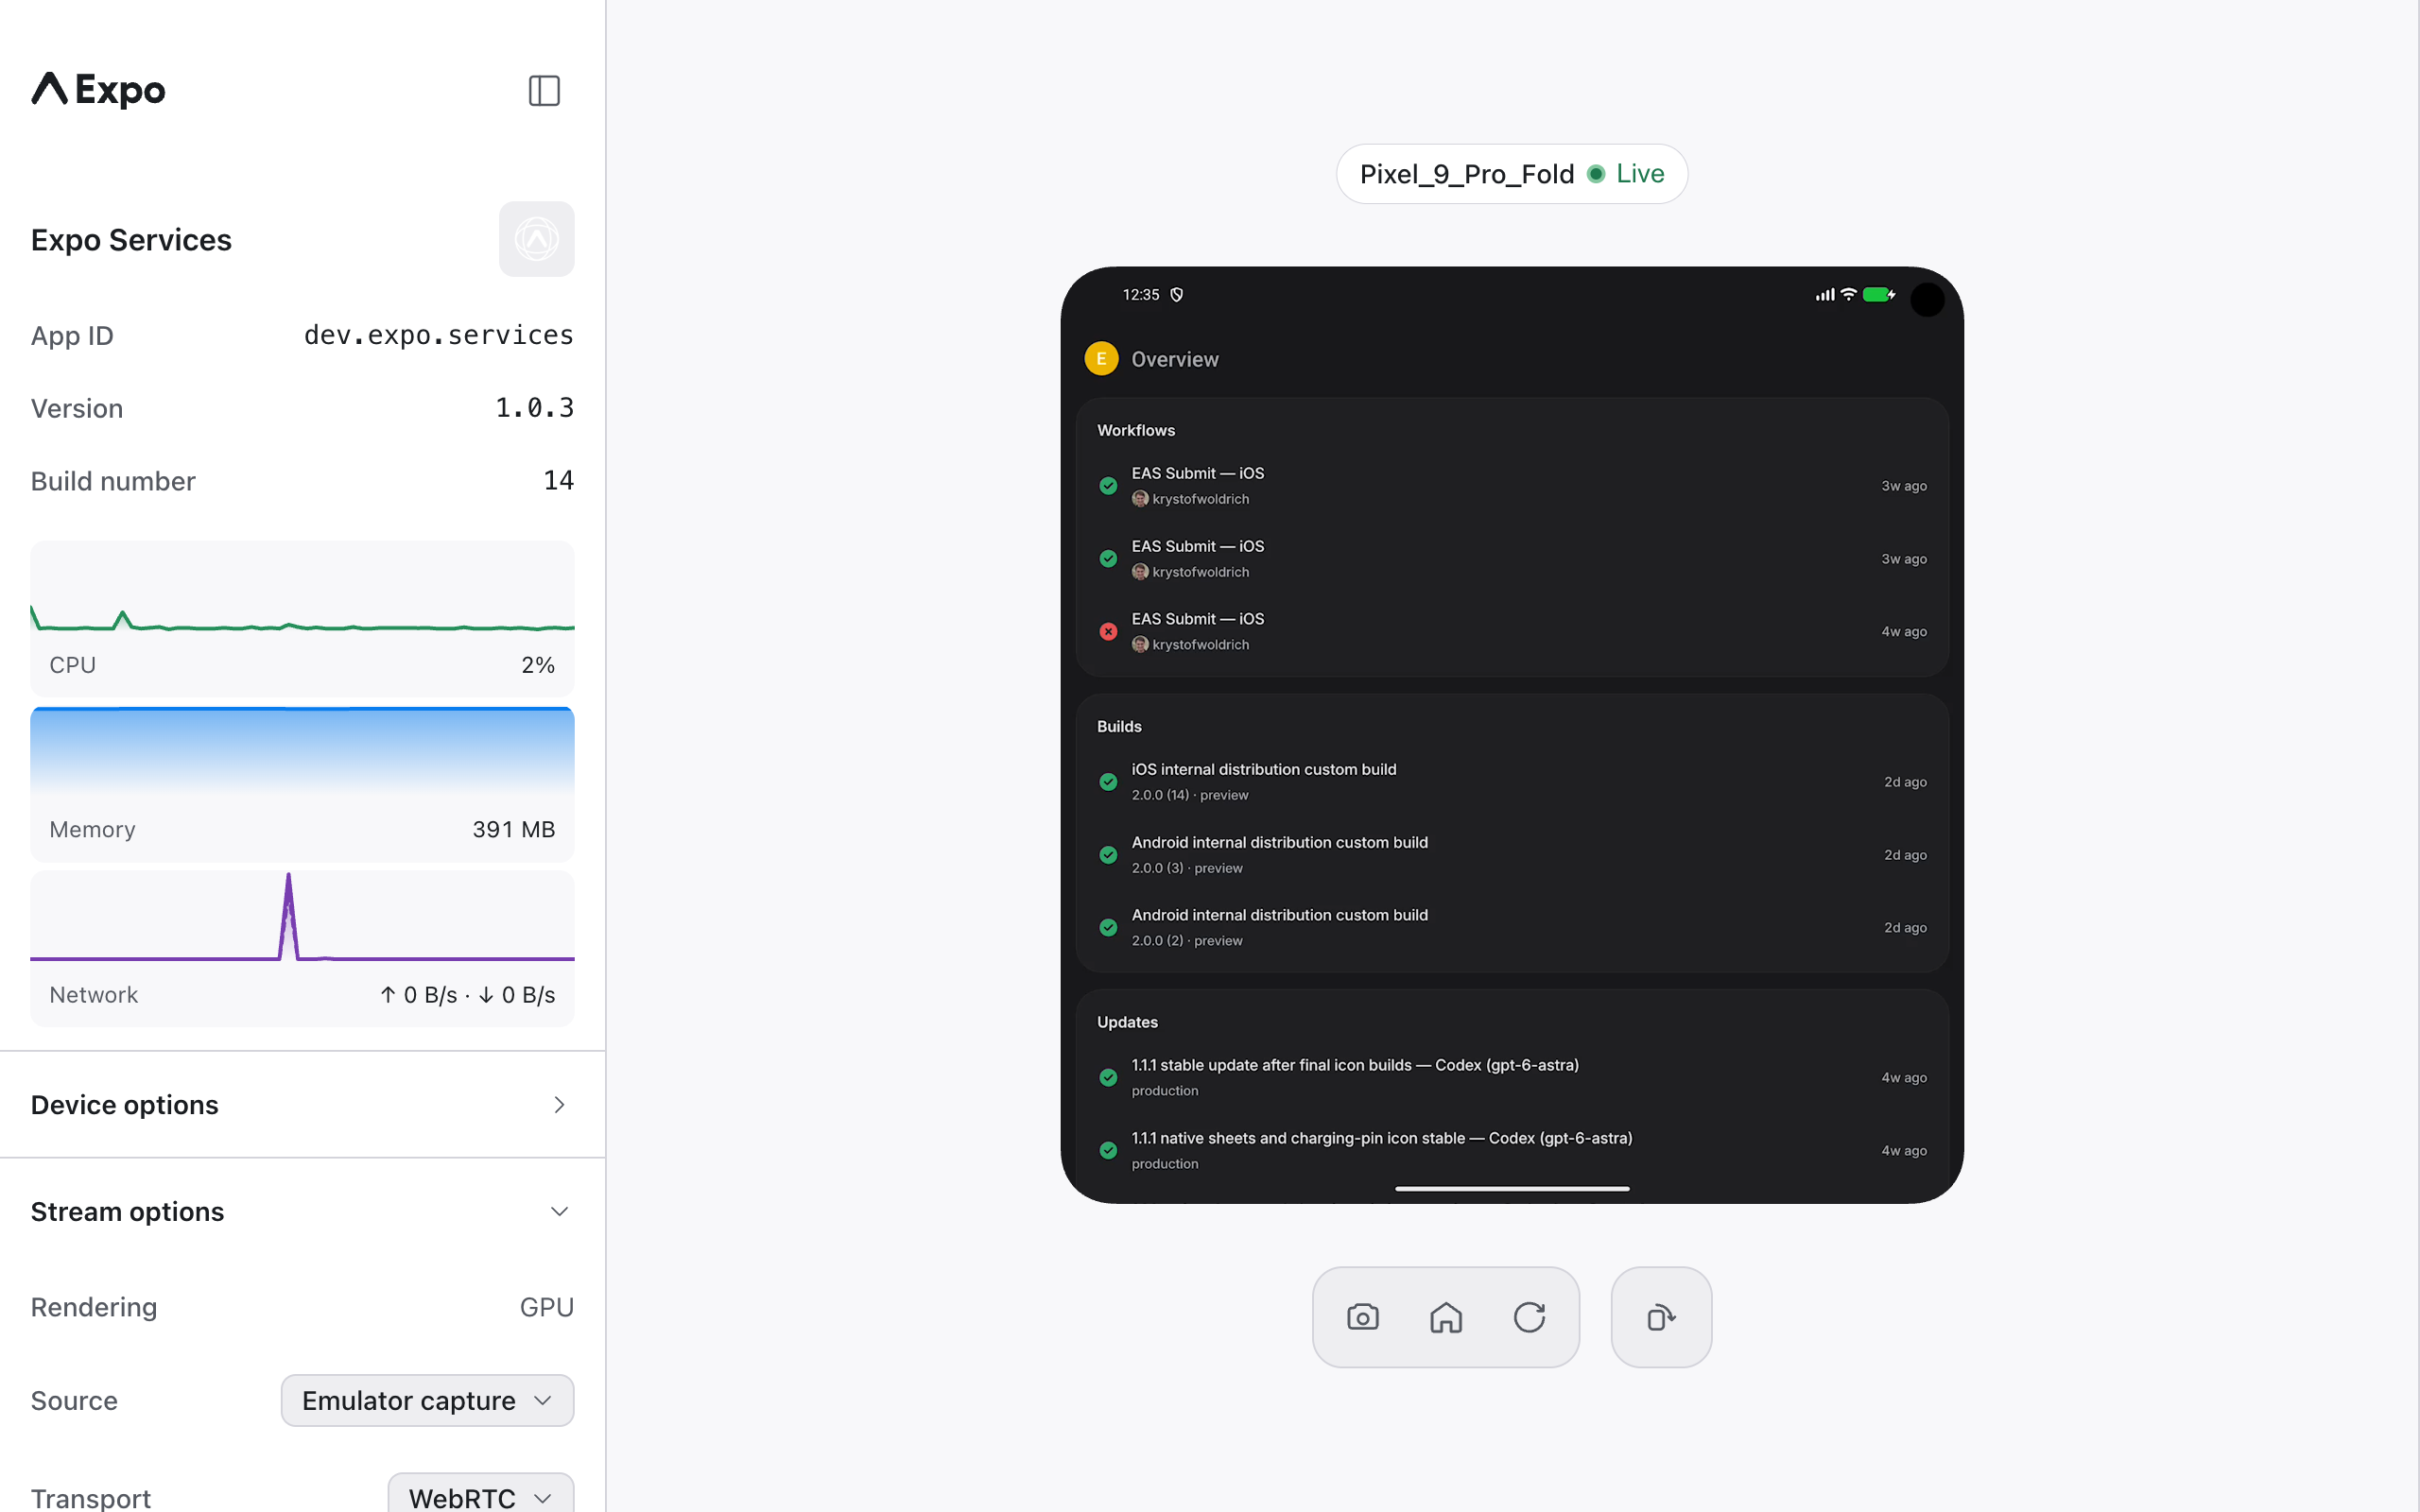 Expo
Expo Services
App ID dev.expo.services
Version 1.0.3
Build number 14
CPU 2%
Memory 391 MB
Network ↑ 0 B/s · ↓ 0 B/s
Device options
Stream options
Rendering GPU
Source Emulator capture
Transport WebRTC
Pixel_9_Pro_Fold Live
12:35
E Overview
Workflows
EAS Submit — iOS
krystofwoldrich
3w ago
EAS Submit — iOS
krystofwoldrich
3w ago
EAS Submit — iOS
krystofwoldrich
4w ago
Builds
iOS internal distribution custom build
2.0.0 (14) · preview
2d ago
Android internal distribution custom build
2.0.0 (3) · preview
2d ago
Android internal distribution custom build
2.0.0 (2) · preview
2d ago
Updates
1.1.1 stable update after final icon builds — Codex (gpt-6-astra)
production
4w ago
1.1.1 native sheets and charging-pin icon stable — Codex (gpt-6-astra)
production
4w ago